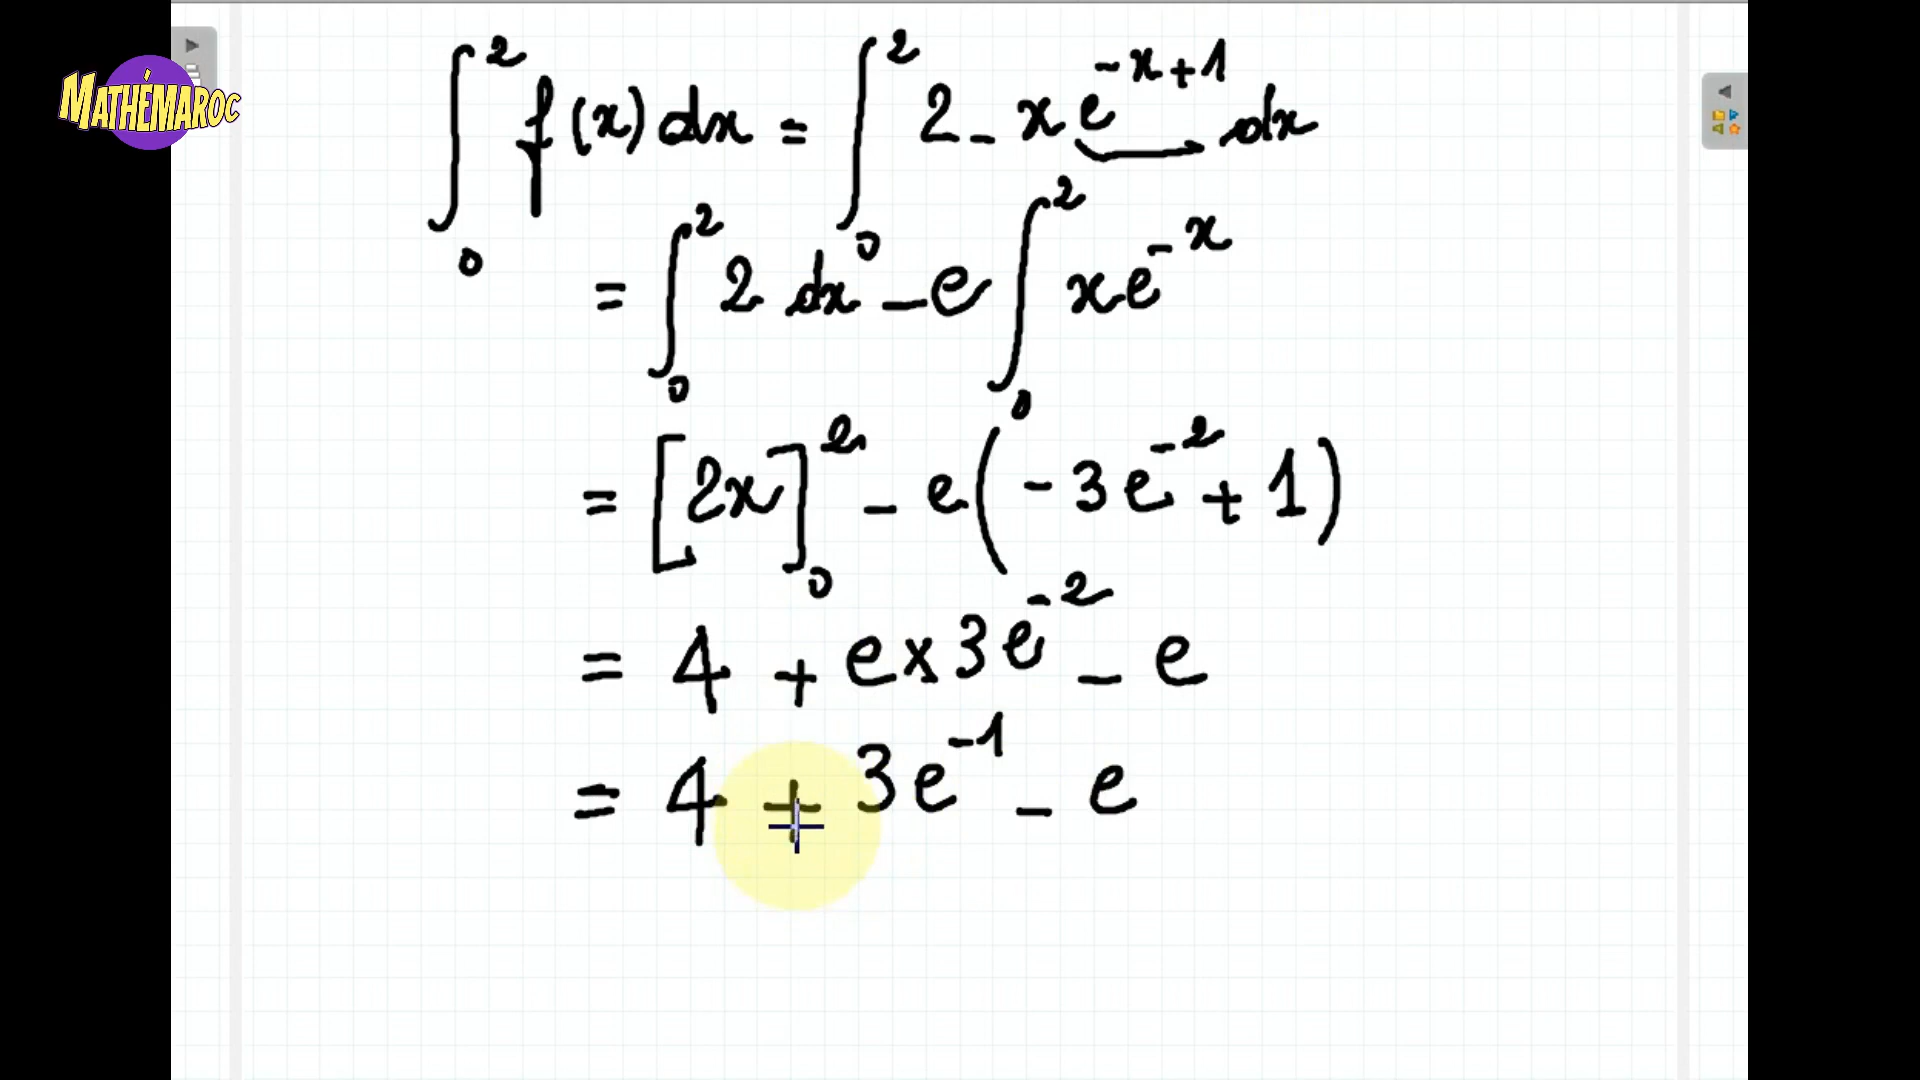 MATHÉMAROC
∫₀² f(x) dx = ∫₀² 2 - x e^{-x+1} dx
= ∫₀² 2 dx - e ∫₀² x e^{-x}
= [2x]₀² - e(-3e^{-2} + 1)
= 4 + e × 3e^{-2} - e
= 4 + 3e^{-1} - e